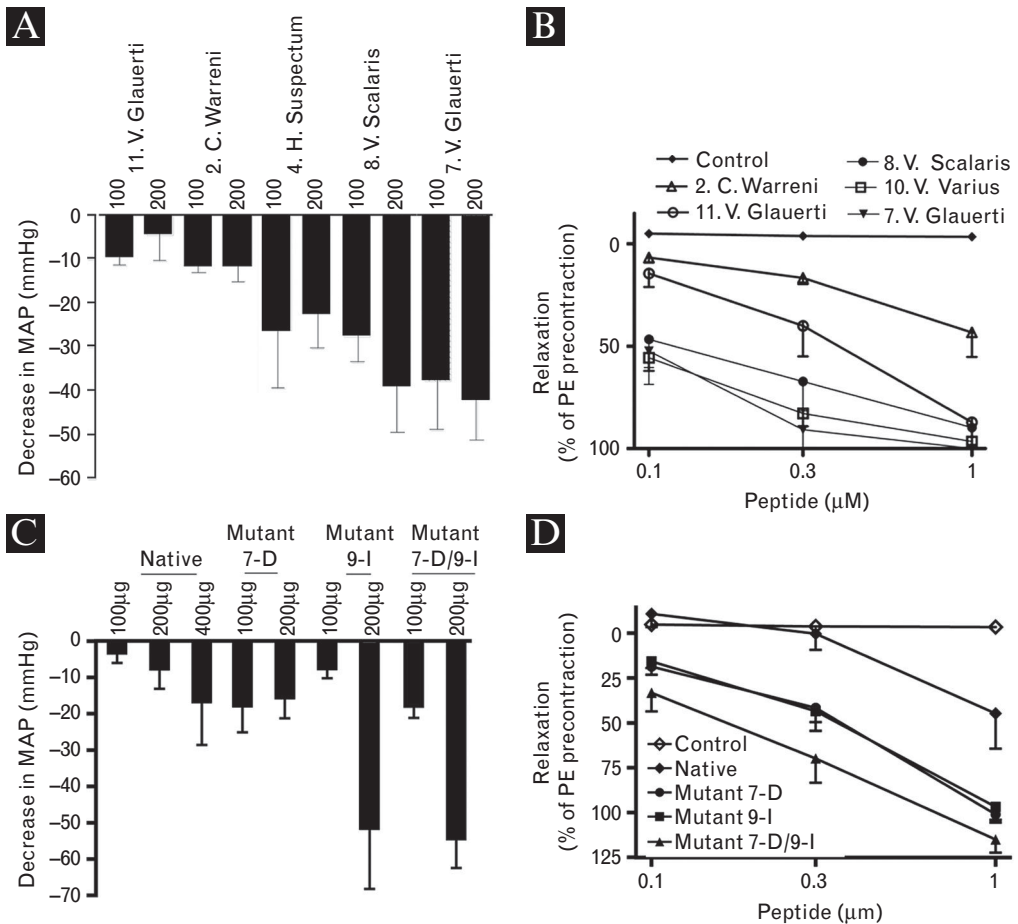 A
11. V. Glauerti
2. C. Warreni
4. H. Suspectum
8. V. Scalaris
7. V. Glauerti
100
200
100
200
100
200
100
200
100
200
0
–10
–20
–30
–40
–50
–60
Decrease in MAP (mmHg)
B
Control
2. C. Warreni
11. V. Glauerti
8. V. Scalaris
10. V. Varius
7. V. Glauerti
0
50
100
Relaxation
(% of PE precontraction)
0.1
0.3
1
Peptide (μM)
C
Native
Mutant
7-D
Mutant
9-I
Mutant
7-D/9-I
100μg
200μg
400μg
100μg
200μg
100μg
200μg
100μg
200μg
0
–10
–20
–30
–40
–50
–60
–70
Decrease in MAP (mmHg)
D
0
25
50
75
100
125
Relaxation
(% of PE precontraction)
Control
Native
Mutant 7-D
Mutant 9-I
Mutant 7-D/9-I
0.1
0.3
1
Peptide (μm)